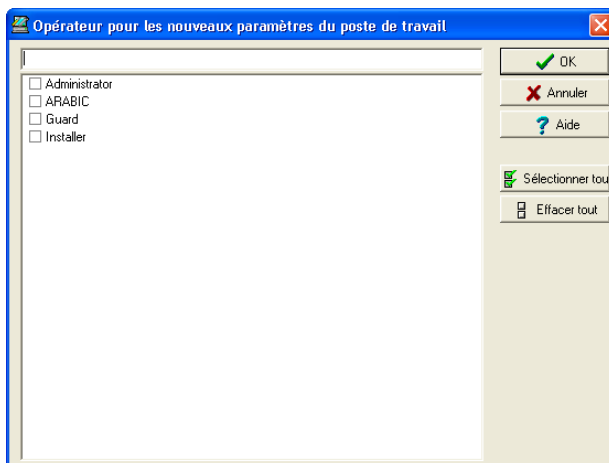 Opérateur pour les nouveaux paramètres du poste de travail
OK
Administrator
ARABIC
Guard
Installer
Annuler
Aide
Sélectionner tou
Effacer tout